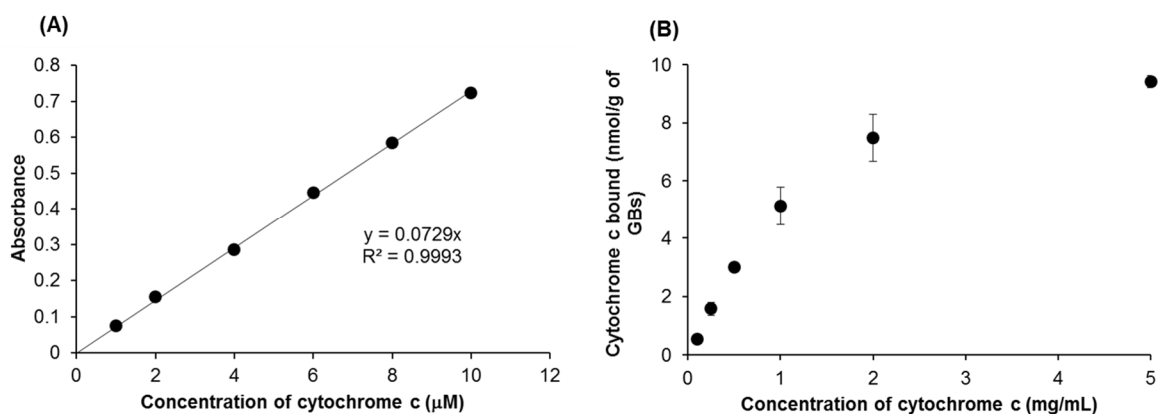 (A)
0.8
0.7
0.6
0.5
0.4
0.3
0.2
0.1
0
Absorbance
y = 0.0729x
R² = 0.9993
0 2 4 6 8 10 12
Concentration of cytochrome c (μM)
(B)
10
8
6
4
2
0
Cytochrome c bound (nmol/g of
GBs)
0 1 2 3 4 5
Concentration of cytochrome c (mg/mL)